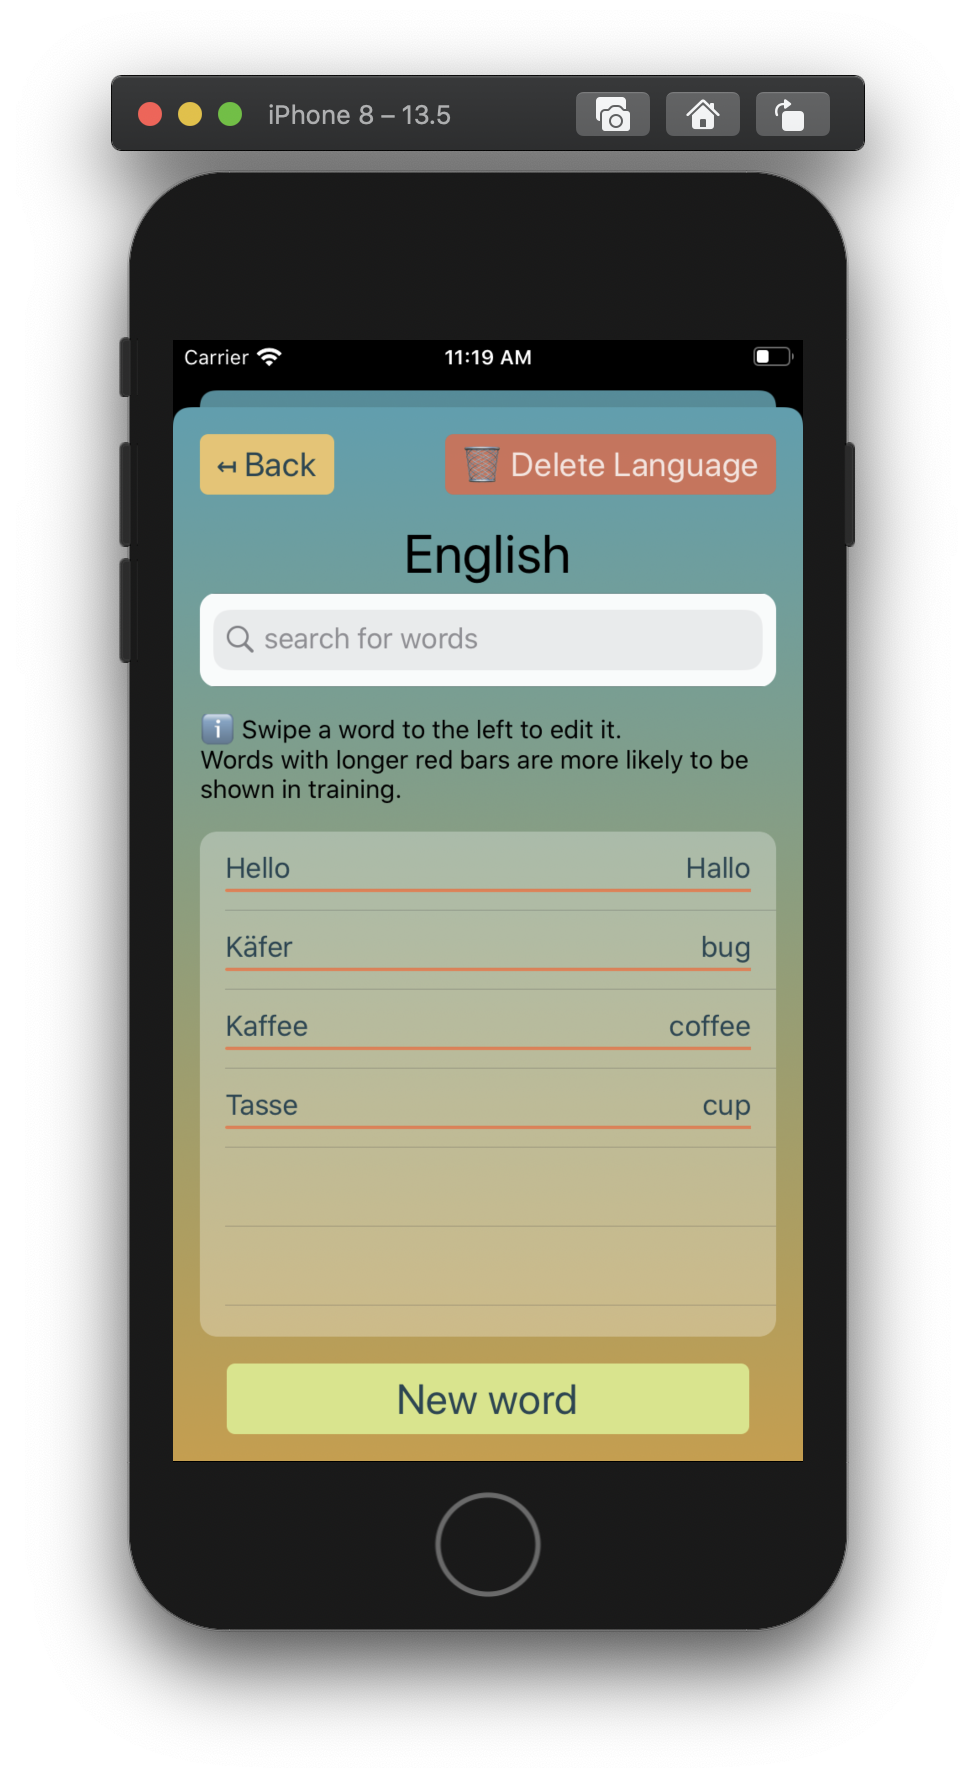 iPhone 8 – 13.5
Carrier 11:19 AM
↤ Back 🗑 Delete Language
English
search for words
ℹ️ Swipe a word to the left to edit it.
Words with longer red bars are more likely to be
shown in training.
Hello Hallo
Käfer bug
Kaffee coffee
Tasse cup
New word